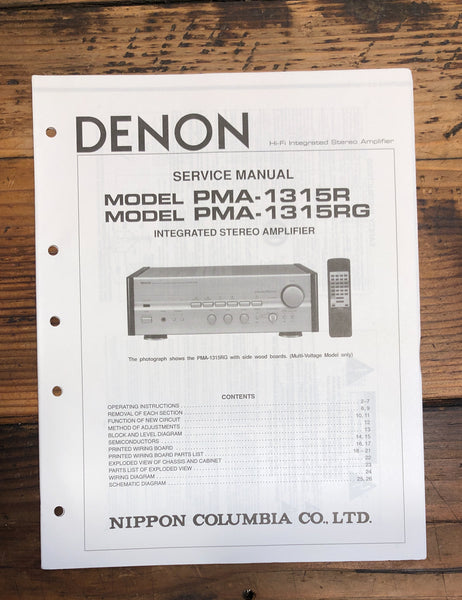 DENON
Hi-Fi Integrated Stereo Amplifier
SERVICE MANUAL
MODEL PMA-1315R
MODEL PMA-1315RG
INTEGRATED STEREO AMPLIFIER
The photograph shows the PMA-1315RG with side wood boards. (Multi-Voltage Model only)
CONTENTS
OPERATING INSTRUCTIONS 2-7
REMOVAL OF EACH SECTION 8, 9
FUNCTION OF NEW CIRCUIT 10, 11
METHOD OF ADJUSTMENTS 12
BLOCK AND LEVEL DIAGRAM 13
SEMICONDUCTORS 14, 15
PRINTED WIRING BOARD 16, 17
PRINTED WIRING BOARD PARTS LIST 18 – 21
EXPLODED VIEW OF CHASSIS AND CABINET 22
PARTS LIST OF EXPLODED VIEW 23
WIRING DIAGRAM 24
SCHEMATIC DIAGRAM 25, 26
NIPPON COLUMBIA CO., LTD.